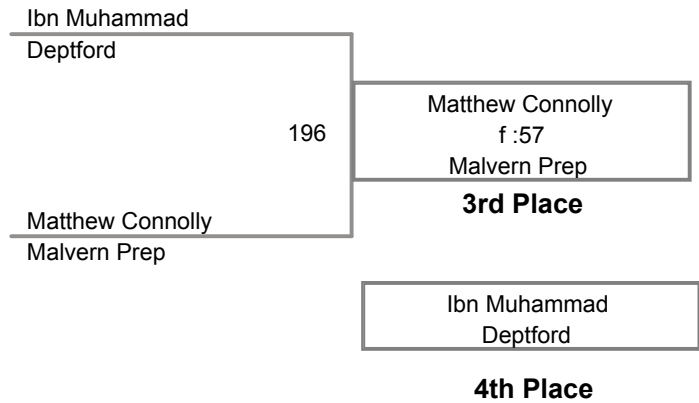 Ibn Muhammad
Deptford
196
Matthew Connolly
f :57
Malvern Prep
3rd Place
Matthew Connolly
Malvern Prep
Ibn Muhammad
Deptford
4th Place